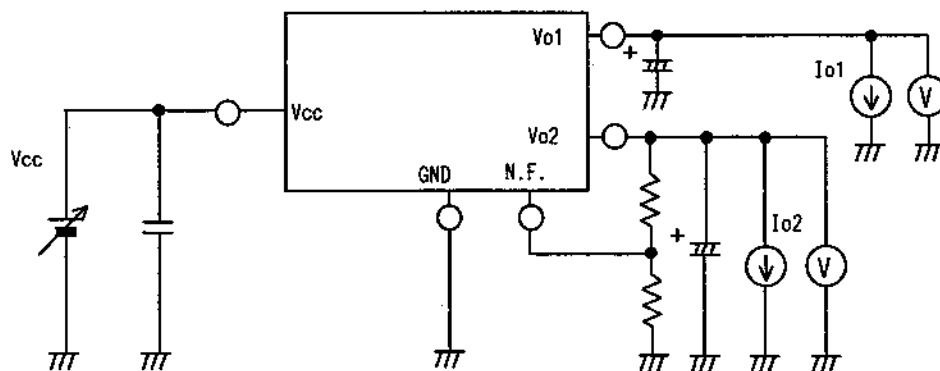 Vo1
+
Io1
V
Vcc
Vcc
Vo2
GND
N.F.
+
Io2
V